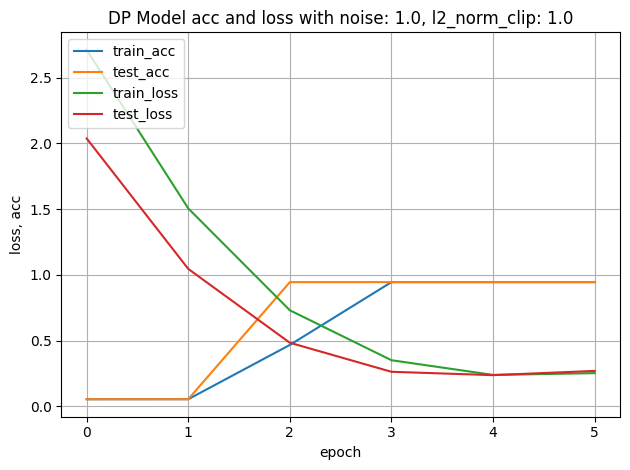 DP Model acc and loss with noise: 1.0, l2_norm_clip: 1.0
train_acc
test_acc
train_loss
test_loss
2.5
2.0
1.5
1.0
0.5
0.0
loss, acc
0 1 2 3 4 5
epoch